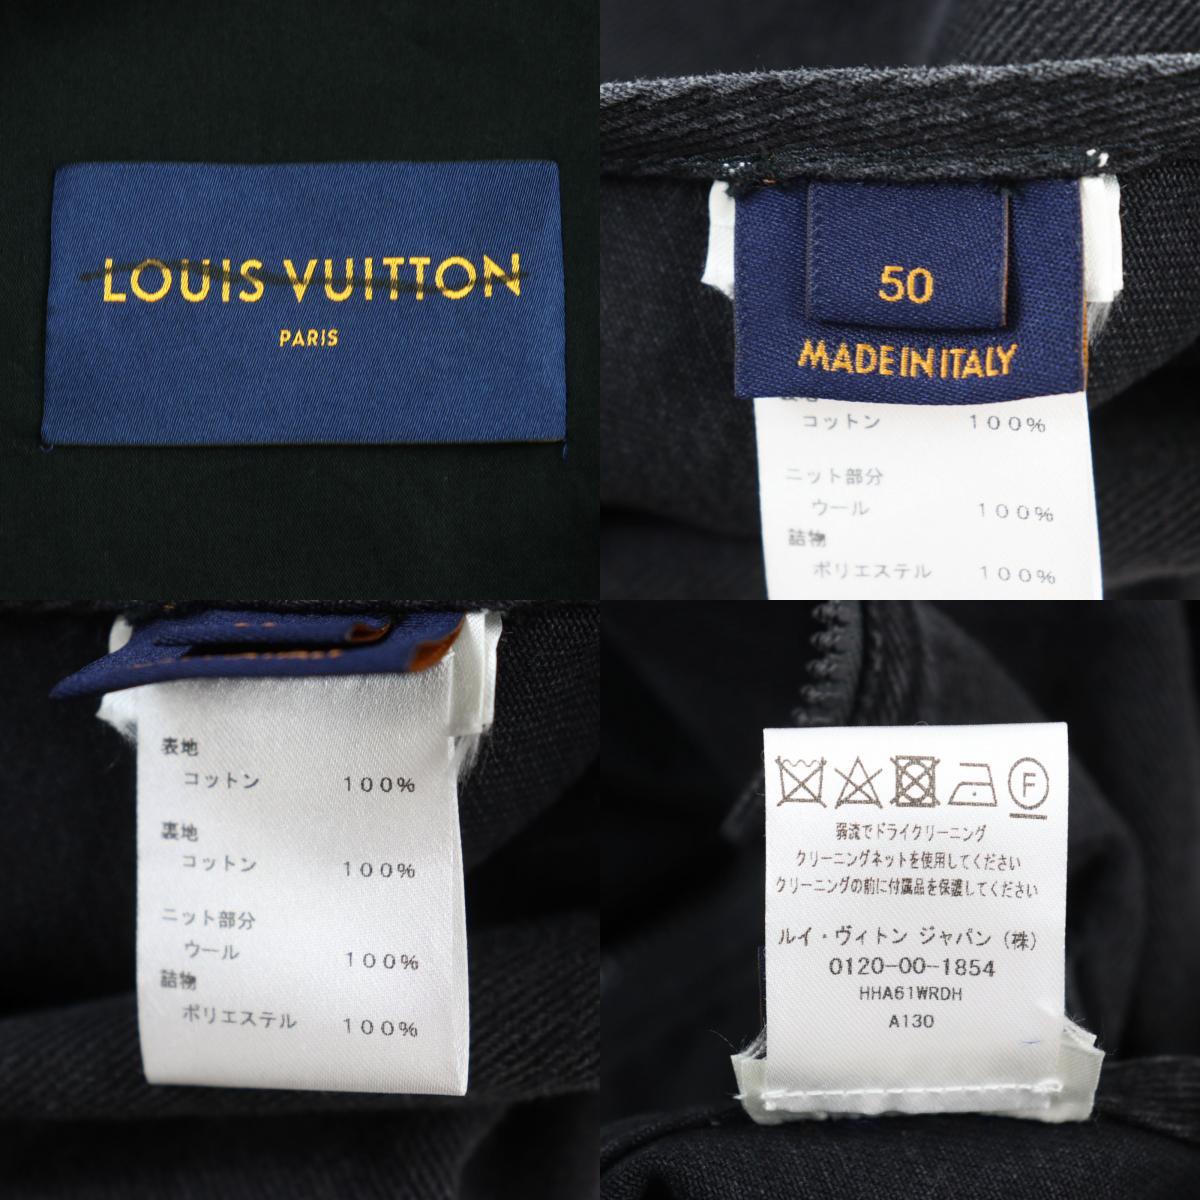 LOUIS VUITTON
PARIS
50
MADE IN ITALY
コットン 100%
ニット部分
ウール 100%
詰物
ポリエステル 100%
表地
コットン 100%
裏地
コットン 100%
ニット部分
ウール 100%
詰物
ポリエステル 100%
F
弱流でドライクリーニング
クリーニングネットを使用してください
クリーニングの前に付属品を保護してください
ルイ・ヴィトン ジャパン (株)
0120-00-1854
HHA61WRDH
A130